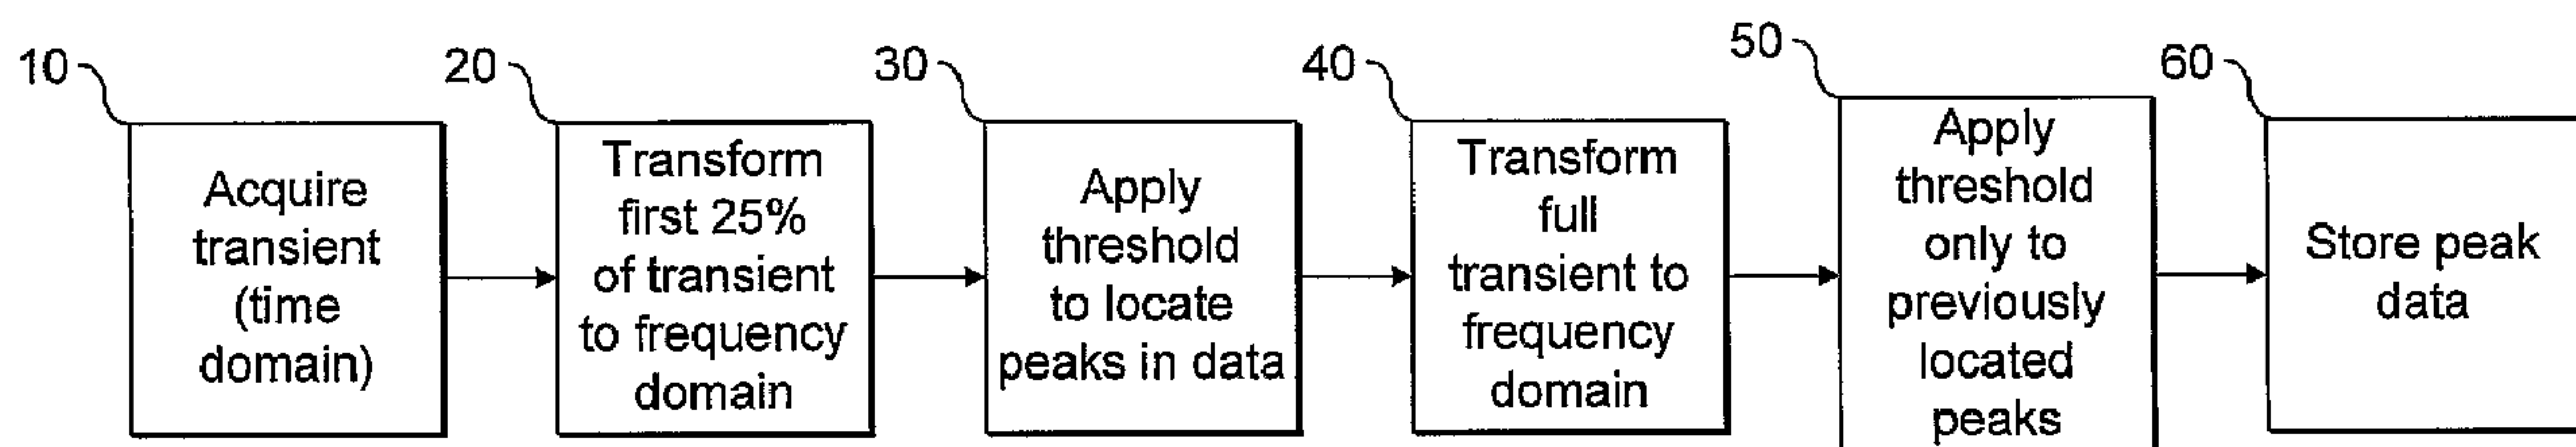 10
Acquire
transient
(time
domain)
20
Transform
first 25%
of transient
to frequency
domain
30
Apply
threshold
to locate
peaks in data
40
Transform
full
transient to
frequency
domain
50
Apply
threshold
only to
previously
located
peaks
60
Store peak
data